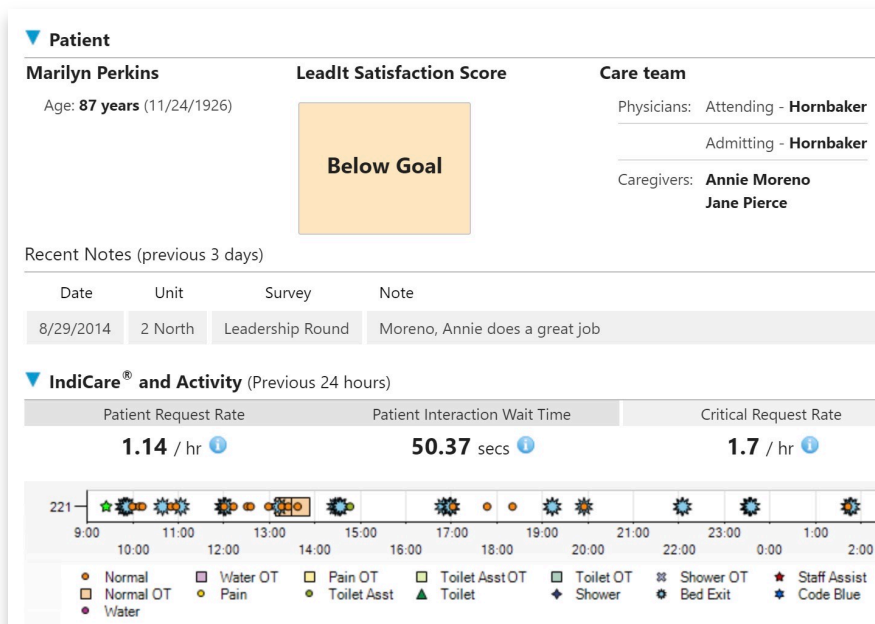 Patient
Marilyn Perkins LeadIt Satisfaction Score Care team
Age: 87 years (11/24/1926) Physicians: Attending - Hornbaker
Admitting - Hornbaker
Below Goal
Caregivers: Annie Moreno
Jane Pierce
Recent Notes (previous 3 days)
Date Unit Survey Note
8/29/2014 2 North Leadership Round Moreno, Annie does a great job
IndiCare® and Activity (Previous 24 hours)
Patient Request Rate Patient Interaction Wait Time Critical Request Rate
1.14 / hr 50.37 secs 1.7 / hr
221
9:00 11:00 13:00 15:00 17:00 19:00 21:00 23:00 1:00
10:00 12:00 14:00 16:00 18:00 20:00 22:00 0:00 2:00
Normal Water OT Pain OT Toilet Asst OT Toilet OT Shower OT Staff Assist
Normal OT Pain Toilet Asst Toilet Shower Bed Exit Code Blue
Water